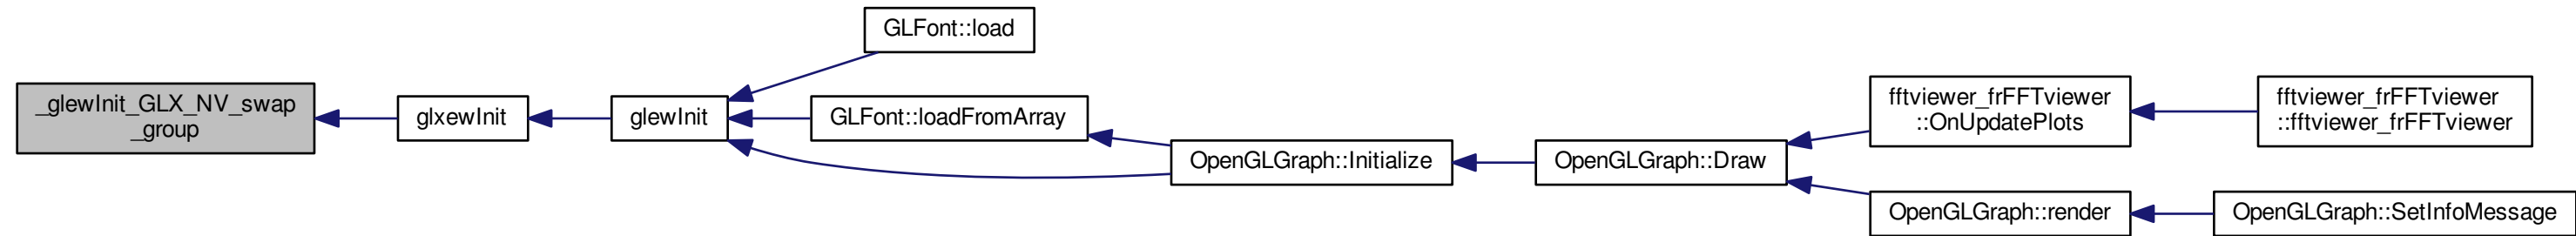 _glewInit_GLX_NV_swap
_group
glxewInit
glewInit
GLFont::load
GLFont::loadFromArray
OpenGLGraph::Initialize
OpenGLGraph::Draw
fftviewer_frFFTviewer
::OnUpdatePlots
fftviewer_frFFTviewer
::fftviewer_frFFTviewer
OpenGLGraph::render
OpenGLGraph::SetInfoMessage